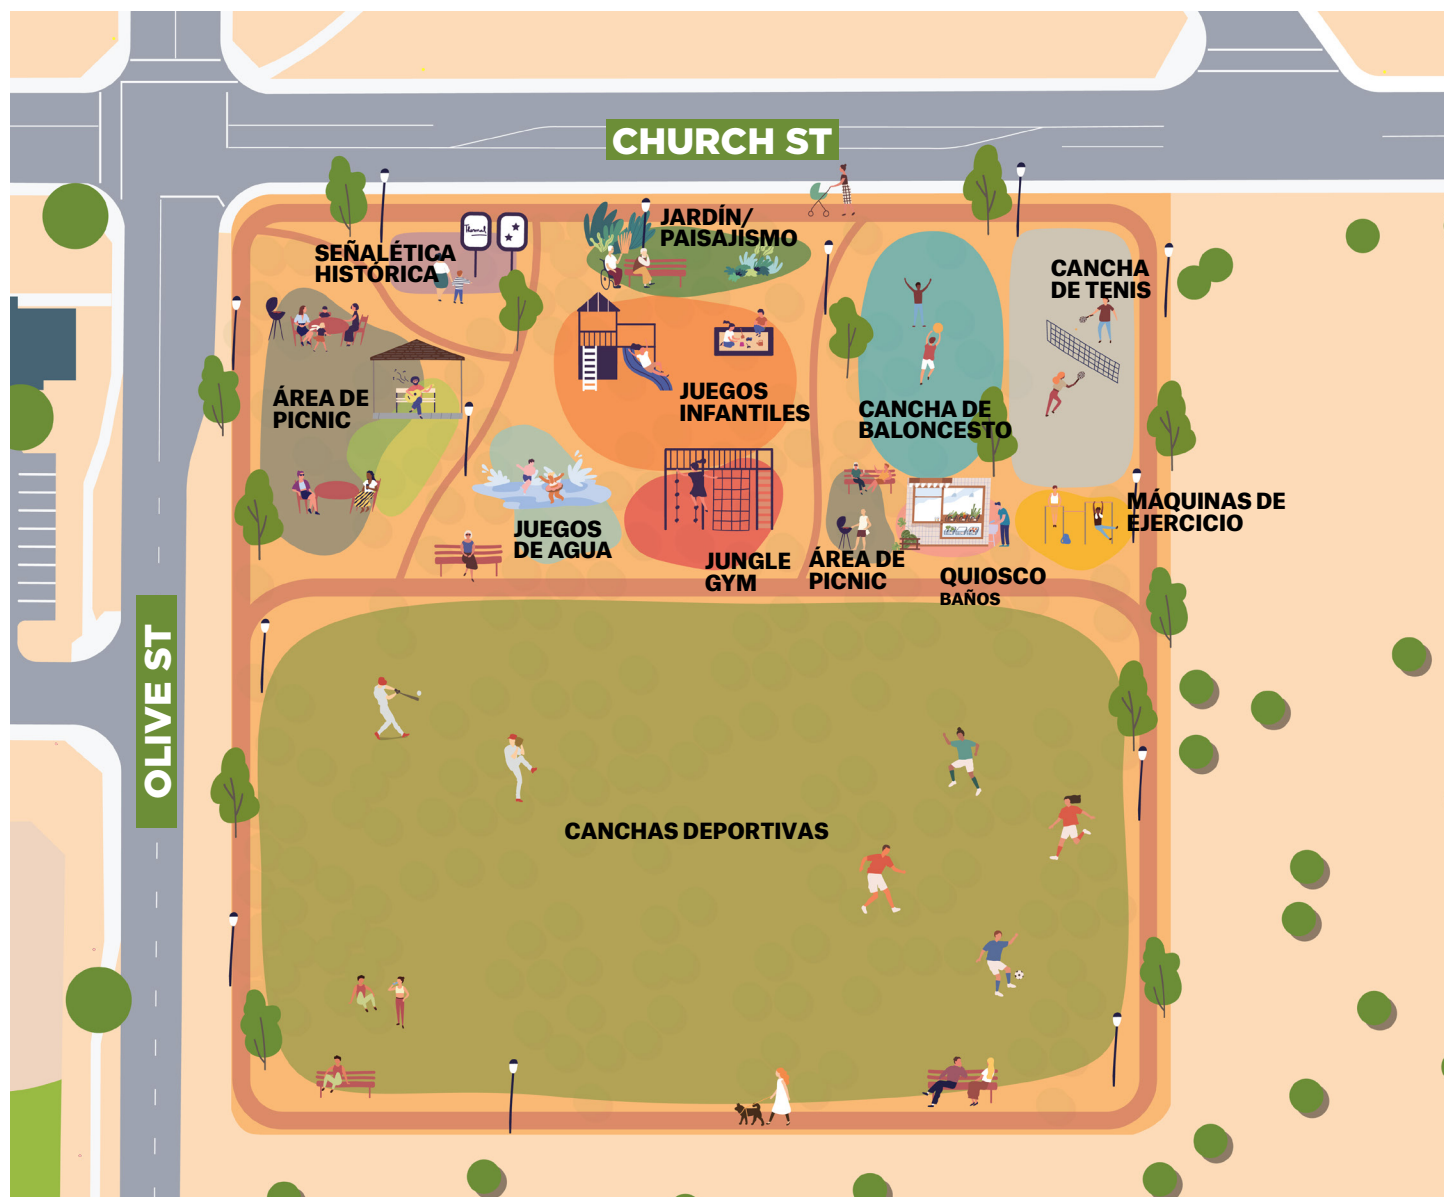 CHURCH ST
JARDÍN/
PAISAJISMO
SEÑALÉTICA
HISTÓRICA
CANCHA
DE TENIS
ÁREA DE
PICNIC
JUEGOS
INFANTILES
CANCHA DE
BALONCESTO
JUEGOS
DE AGUA
JUNGLE
GYM
ÁREA DE
PICNIC
QUIOSCO
BAÑOS
MÁQUINAS DE
EJERCICIO
OLIVE ST
CANCHAS DEPORTIVAS